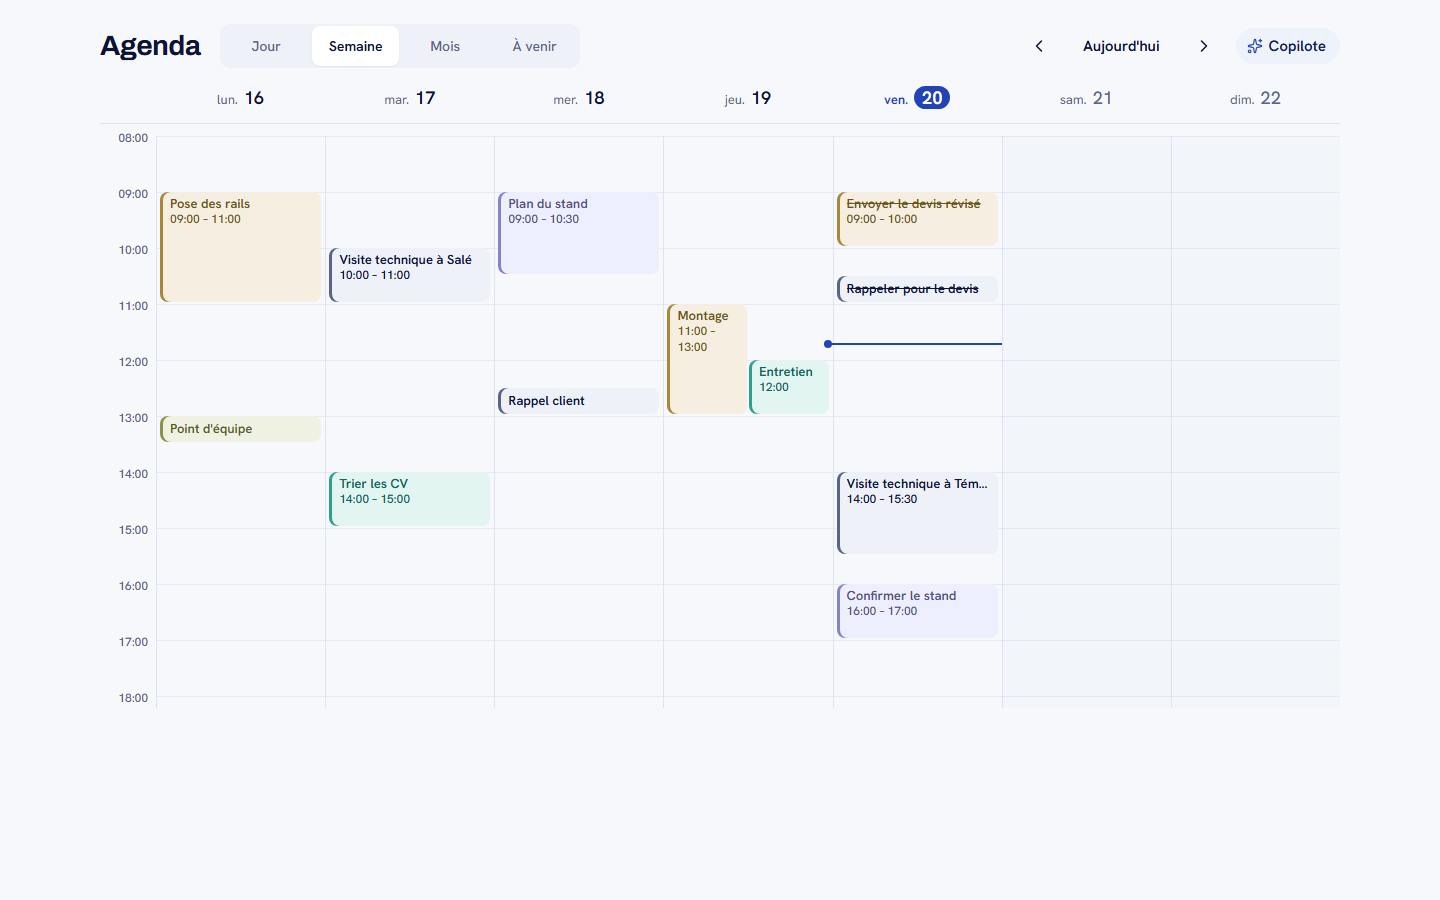 Agenda
Jour
Semaine
Mois
À venir
Aujourd'hui
Copilote
lun. 16
mar. 17
mer. 18
jeu. 19
ven. 20
sam. 21
dim. 22
08:00
09:00
10:00
11:00
12:00
13:00
14:00
15:00
16:00
17:00
18:00
Pose des rails
09:00 – 11:00
Point d'équipe
Visite technique à Salé
10:00 – 11:00
Trier les CV
14:00 – 15:00
Plan du stand
09:00 – 10:30
Rappel client
Montage
11:00 –
13:00
Entretien
12:00
Envoyer le devis révisé
09:00 – 10:00
Rappeler pour le devis
Visite technique à Tém…
14:00 – 15:30
Confirmer le stand
16:00 – 17:00